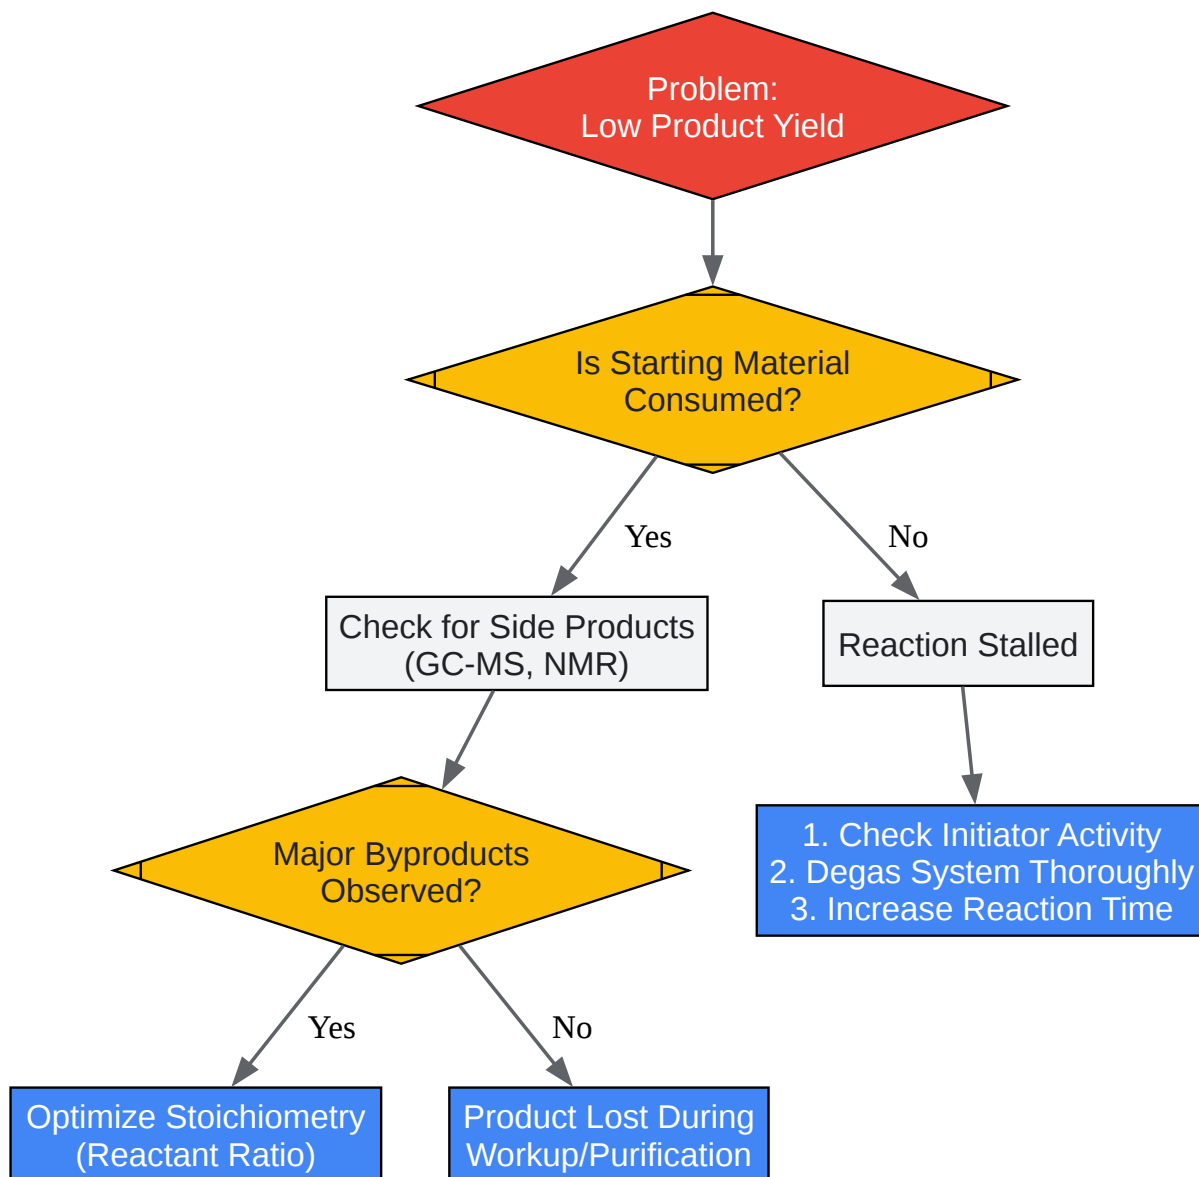 Problem:
Low Product Yield
Is Starting Material
Consumed?
Yes
No
Check for Side Products
(GC-MS, NMR)
Reaction Stalled
Major Byproducts
Observed?
1. Check Initiator Activity
2. Degas System Thoroughly
3. Increase Reaction Time
Yes
No
Optimize Stoichiometry
(Reactant Ratio)
Product Lost During
Workup/Purification